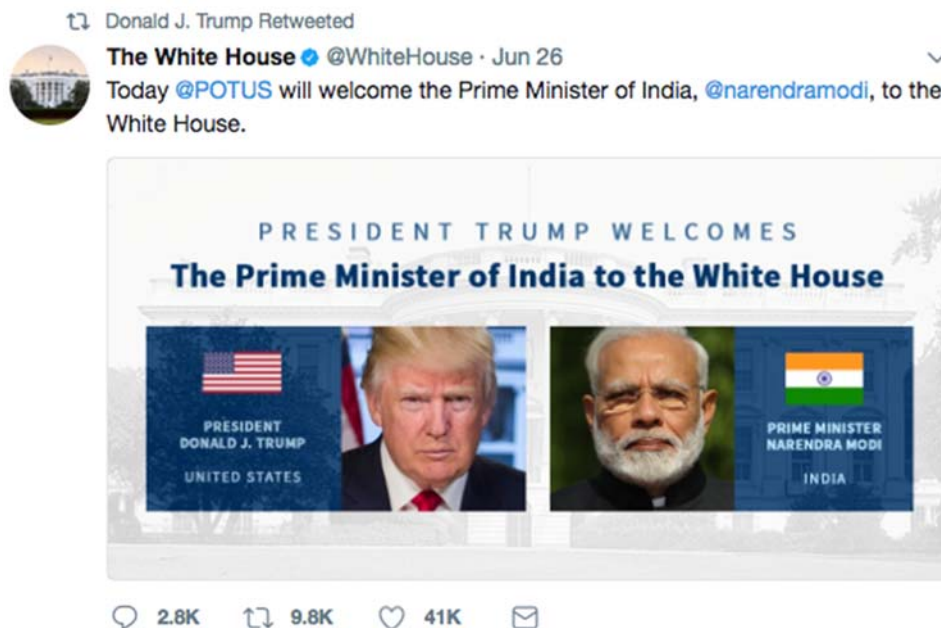 Donald J. Trump Retweeted
The White House @WhiteHouse · Jun 26
Today @POTUS will welcome the Prime Minister of India, @narendramodi, to the
White House.
PRESIDENT TRUMP WELCOMES
The Prime Minister of India to the White House
PRESIDENT
DONALD J. TRUMP
UNITED STATES
PRIME MINISTER
NARENDRA MODI
INDIA
2.8K 9.8K 41K